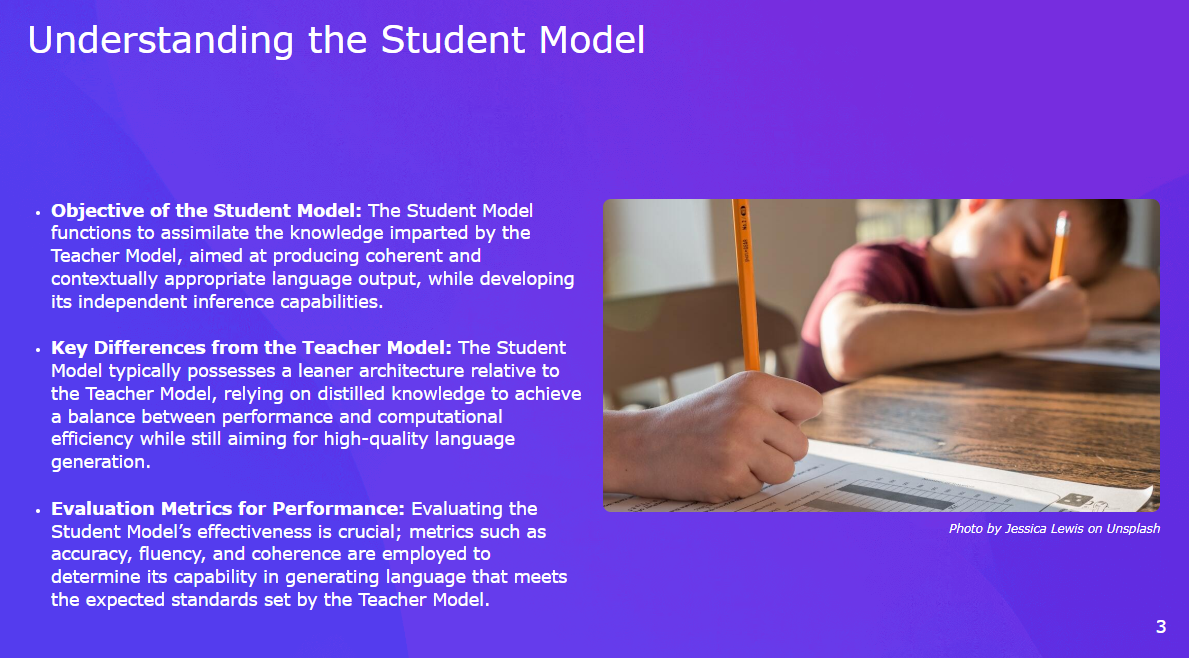 Understanding the Student Model
• Objective of the Student Model: The Student Model
functions to assimilate the knowledge imparted by the
Teacher Model, aimed at producing coherent and
contextually appropriate language output, while developing
its independent inference capabilities.
• Key Differences from the Teacher Model: The Student
Model typically possesses a leaner architecture relative to
the Teacher Model, relying on distilled knowledge to achieve
a balance between performance and computational
efficiency while still aiming for high-quality language
generation.
• Evaluation Metrics for Performance: Evaluating the
Student Model’s effectiveness is crucial; metrics such as
accuracy, fluency, and coherence are employed to
determine its capability in generating language that meets
the expected standards set by the Teacher Model.
Photo by Jessica Lewis on Unsplash
3